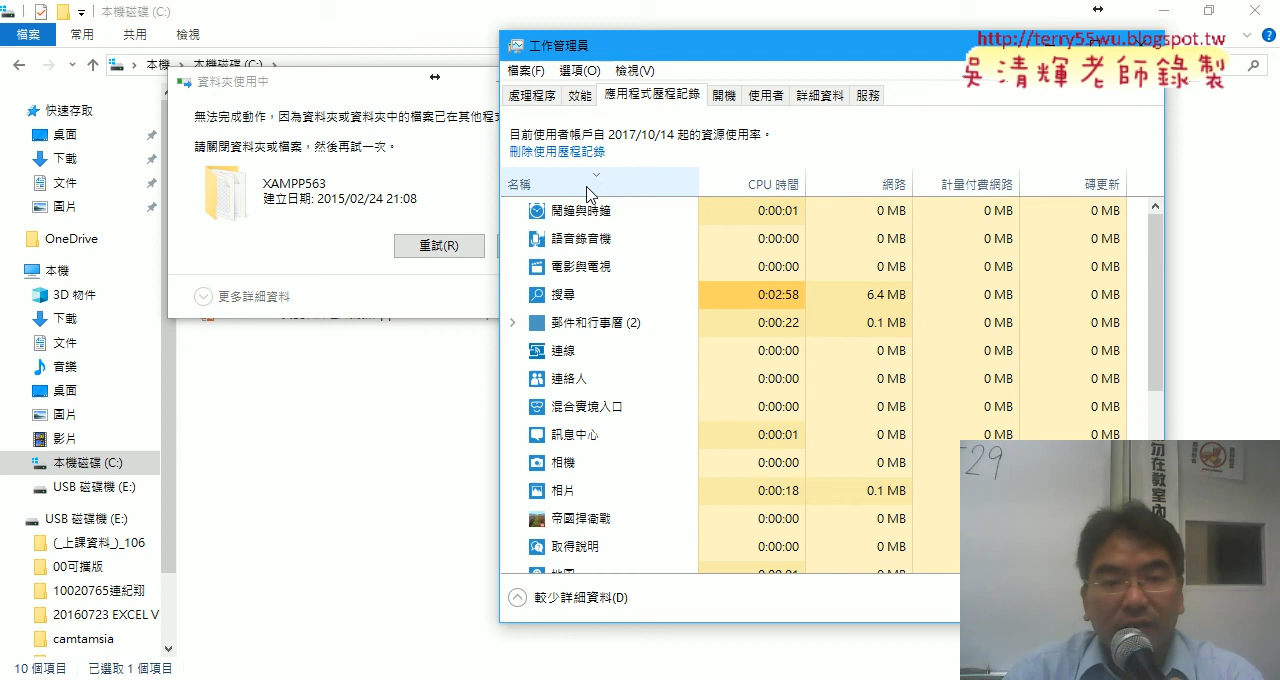 本機磁碟 (C:)
檔案
常用
共用
檢視
本機
本機磁碟 (C:)
快速存取
桌面
下載
文件
圖片
OneDrive
本機
3D 物件
下載
文件
音樂
桌面
圖片
影片
本機磁碟 (C:)
USB 磁碟機 (E:)
USB 磁碟機 (E:)
(_上課資料_)_106
00可攜版
10020765連紀翔
20160723 EXCEL V
camtamsia
10 個項目
已選取 1 個項目
資料夾使用中
無法完成動作，因為資料夾或資料夾中的檔案已在其他程式
請關閉資料夾或檔案，然後再試一次。
XAMPP563
建立日期: 2015/02/24 21:08
重試(R)
更多詳細資料
工作管理員
檔案(F) 選項(O) 檢視(V)
處理程序 效能 應用程式歷程記錄 開機 使用者 詳細資料 服務
目前使用者帳戶自 2017/10/14 起的資源使用率。
刪除使用歷程記錄
名稱 CPU 時間 網路 計量付費網路 磚更新
鬧鐘與時鐘 0:00:01 0 MB 0 MB 0 MB
語音錄音機 0:00:00 0 MB 0 MB 0 MB
電影與電視 0:00:00 0 MB 0 MB 0 MB
搜尋 0:02:58 6.4 MB 0 MB 0 MB
郵件和行事曆 (2) 0:00:22 0.1 MB 0 MB 0 MB
連線 0:00:00 0 MB 0 MB 0 MB
連絡人 0:00:00 0 MB 0 MB 0 MB
混合實境入口 0:00:00 0 MB 0 MB 0 MB
訊息中心 0:00:01 0 MB 0 MB 0 MB
相機 0:00:00 0 MB
相片 0:00:18 0.1 MB
帝國捍衛戰 0:00:00 0 MB
取得說明 0:00:00 0 MB
地圖 0:00:01 0 MB
較少詳細資料(D)
http://terry55wu.blogspot.tw
吳清輝老師錄製
29
勿在教室內